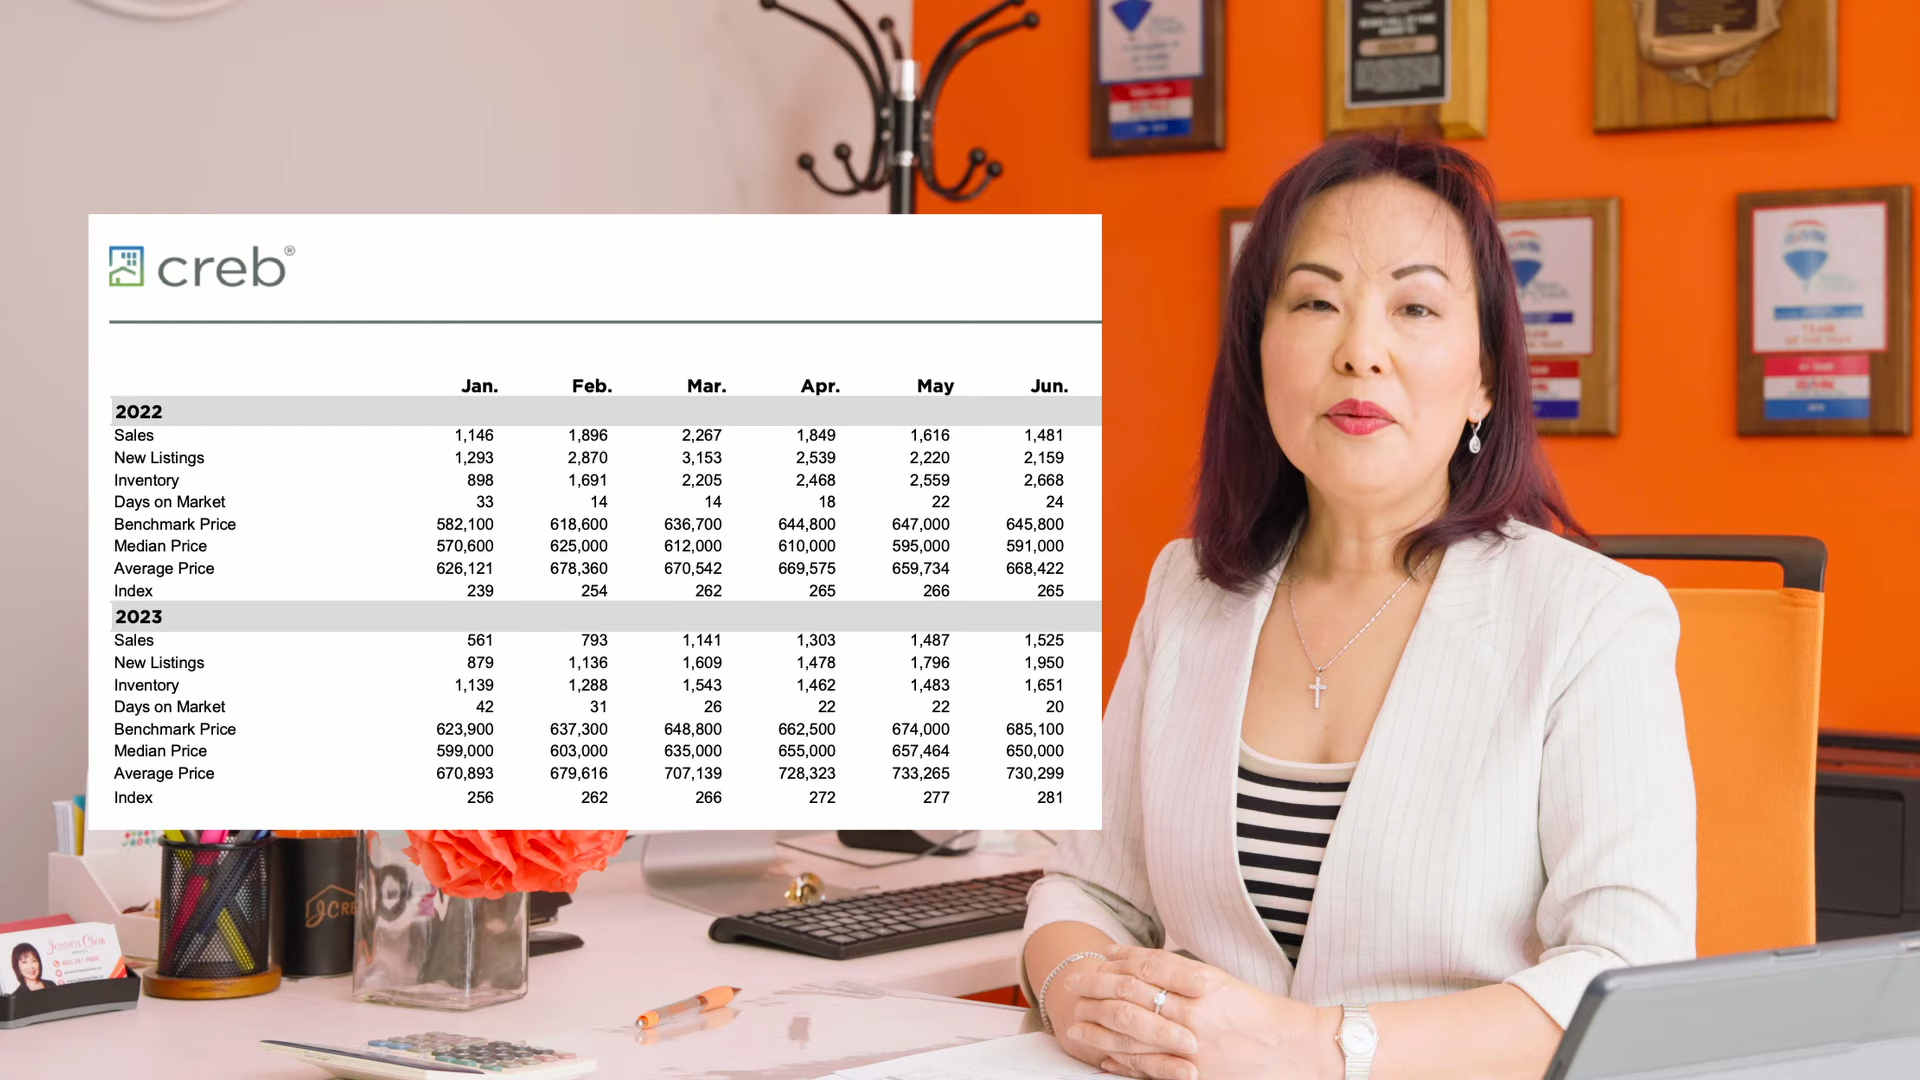 creb®
Jan. Feb. Mar. Apr. May Jun.
2022
Sales 1,146 1,896 2,267 1,849 1,616 1,481
New Listings 1,293 2,870 3,153 2,539 2,220 2,159
Inventory 898 1,691 2,205 2,468 2,559 2,668
Days on Market 33 14 14 18 22 24
Benchmark Price 582,100 618,600 636,700 644,800 647,000 645,800
Median Price 570,600 625,000 612,000 610,000 595,000 591,000
Average Price 626,121 678,360 670,542 669,575 659,734 668,422
Index 239 254 262 265 266 265
2023
Sales 561 793 1,141 1,303 1,487 1,525
New Listings 879 1,136 1,609 1,478 1,796 1,950
Inventory 1,139 1,288 1,543 1,462 1,483 1,651
Days on Market 42 31 26 22 22 20
Benchmark Price 623,900 637,300 648,800 662,500 674,000 685,100
Median Price 599,000 603,000 635,000 655,000 657,464 650,000
Average Price 670,893 679,616 707,139 728,323 733,265 730,299
Index 256 262 266 272 277 281
Jessica Chan